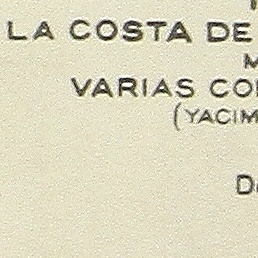 LA COSTA DE
M
VARIAS CO
(YACIM
D